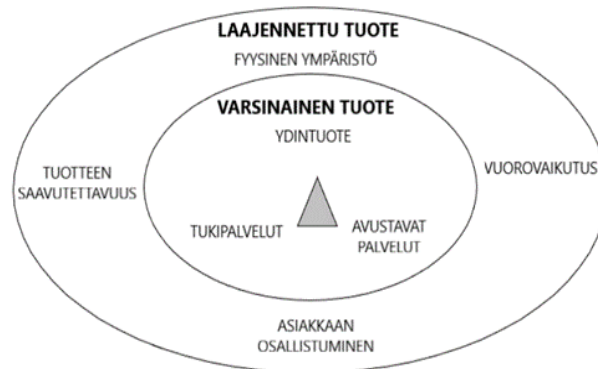 LAAJENNETTU TUOTE
FYYSINEN YMPÄRISTÖ
VARSINAINEN TUOTE
YDINTUOTE
TUOTTEEN
SAAVUTETTAVUUS
VUOROVAIKUTUS
TUKIPALVELUT
AVUSTAVAT
PALVELUT
ASIAKKAAN
OSALLISTUMINEN